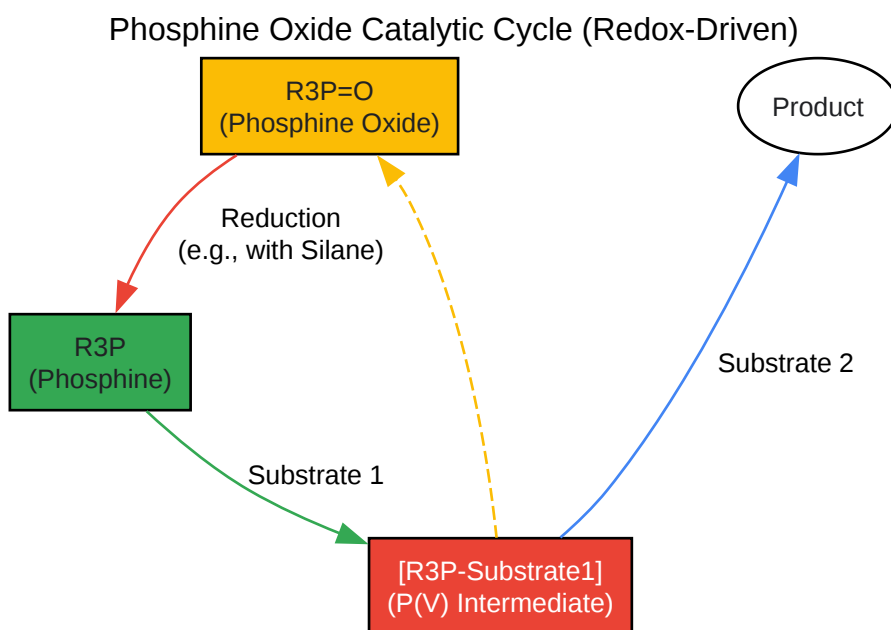 Phosphine Oxide Catalytic Cycle (Redox-Driven)
R3P=O
(Phosphine Oxide)
Product
Reduction
(e.g., with Silane)
R3P
(Phosphine)
Substrate 2
Substrate 1
[R3P-Substrate1]
(P(V) Intermediate)